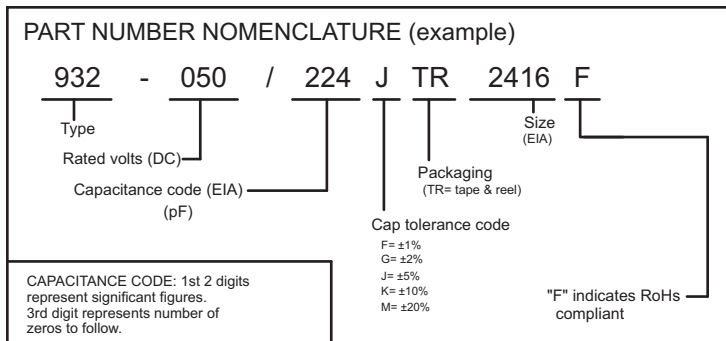 PART NUMBER NOMENCLATURE (example)
932 - 050 / 224 J TR 2416 F
Type
Size
(EIA)
Rated volts (DC)
Packaging
(TR= tape & reel)
Capacitance code (EIA)
(pF)
Cap tolerance code
F= ±1%
G= ±2%
J= ±5%
K= ±10%
M= ±20%
CAPACITANCE CODE: 1st 2 digits
represent significant figures.
3rd digit represents number of
zeros to follow.
"F" indicates RoHs
compliant